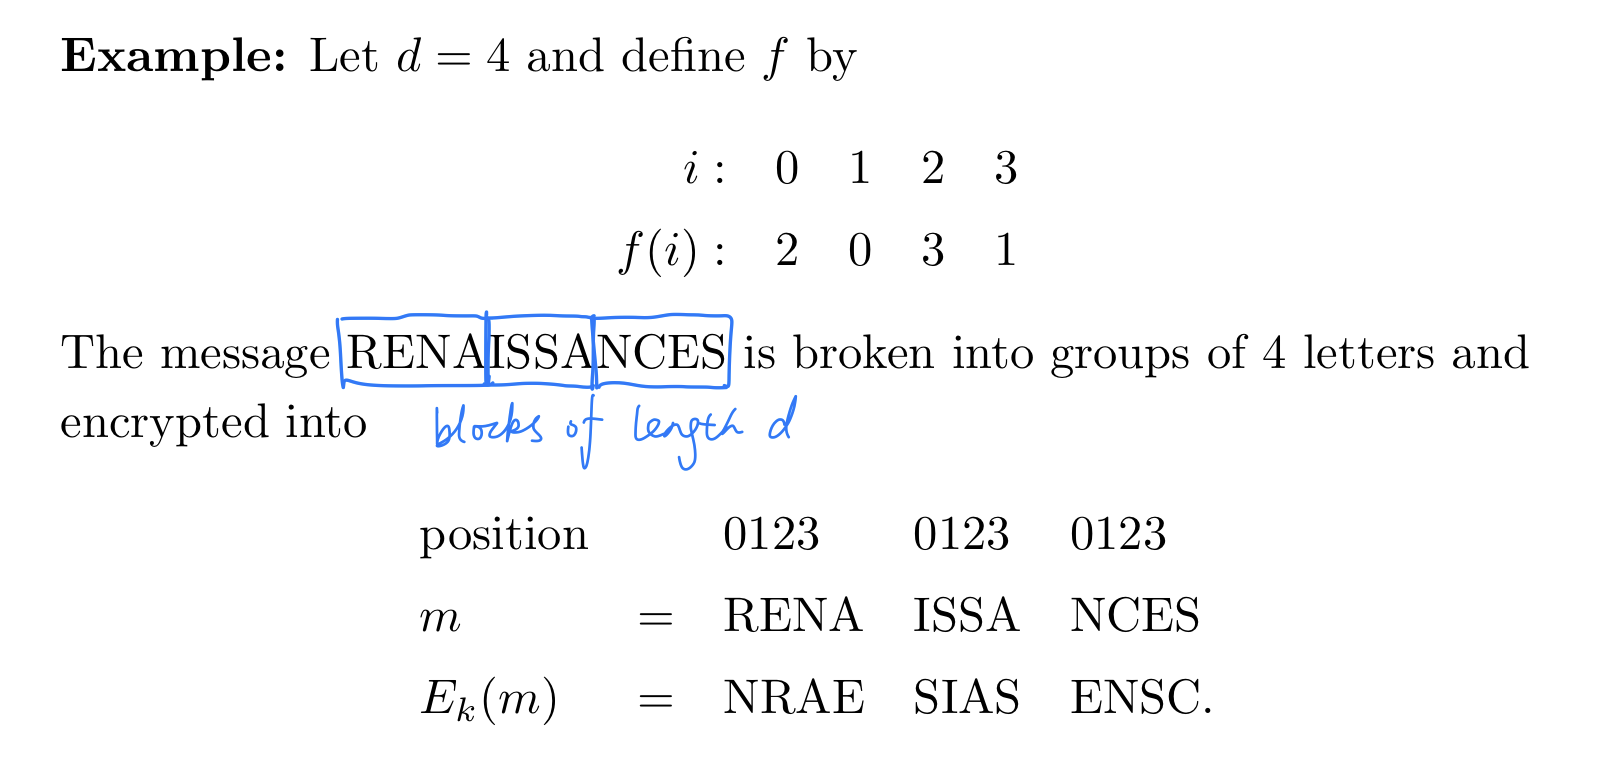 Example: Let d = 4 and define f by
i : 0 1 2 3
f(i) : 2 0 3 1
The message RENAISSANCES is broken into groups of 4 letters and
encrypted into blocks of length d
position 0123 0123 0123
m = RENA ISSA NCES
E_k(m) = NRAE SIAS ENSC.